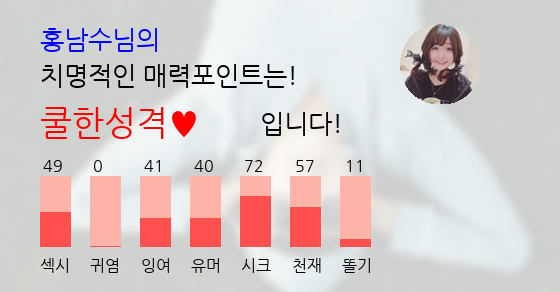 홍남수님의
치명적인 매력포인트는!
쿨한성격♥ 입니다!
49 0 41 40 72 57 11
섹시 귀염 잉여 유머 시크 천재 똘기